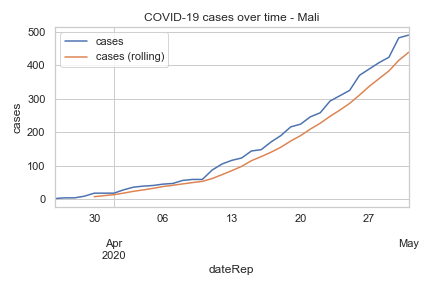 COVID-19 cases over time - Mali
cases
cases (rolling)
500
400
300
200
100
0
cases
30 06 13 20 27
Apr May
2020
dateRep